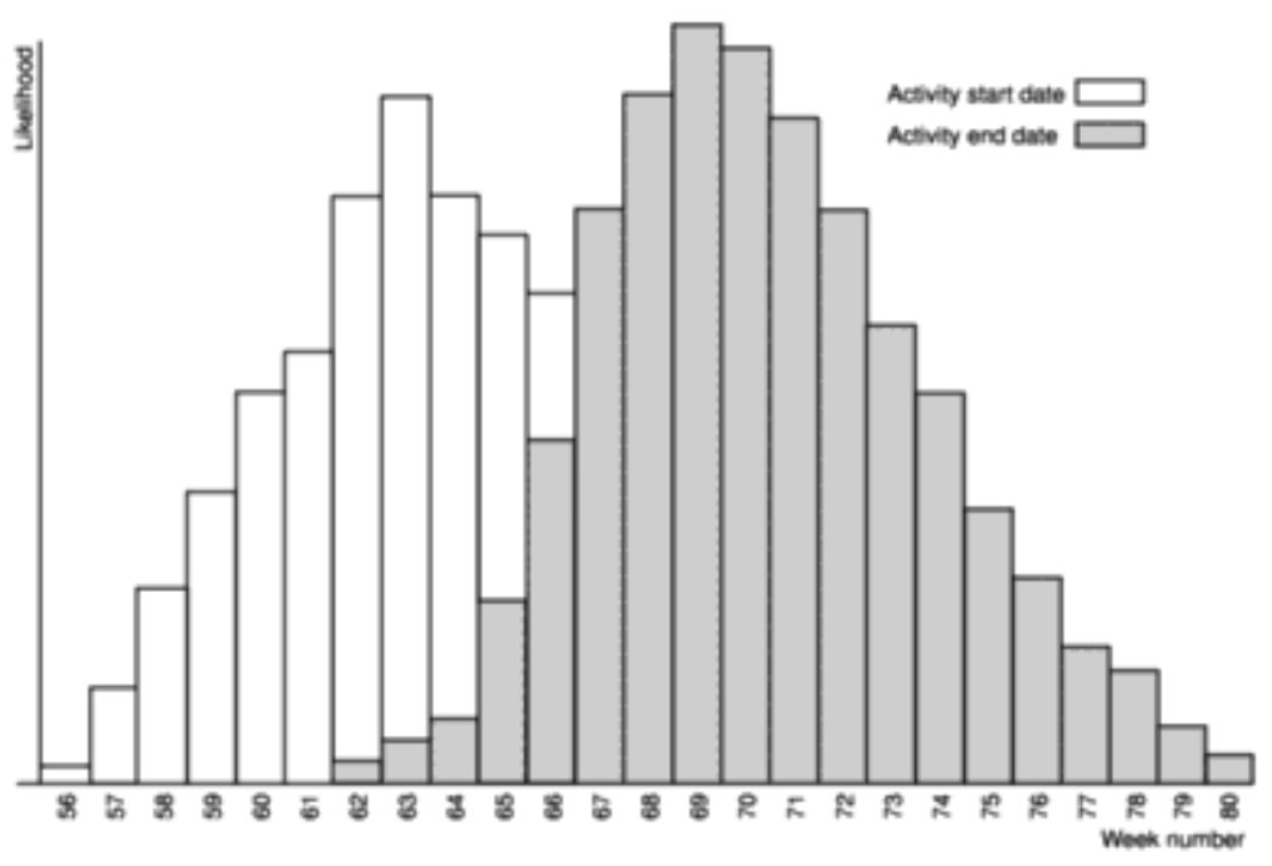 Likelihood
Activity start date
Activity end date
56 57 58 59 60 61 62 63 64 65 66 67 68 69 70 71 72 73 74 75 76 77 78 79 80
Week number